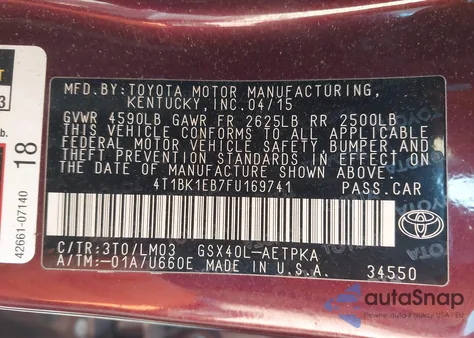 MFD.BY:TOYOTA MOTOR MANUFACTURING,
KENTUCKY, INC. 04/15
GVWR 4590LB GAWR FR 2625LB RR 2500LB
THIS VEHICLE CONFORMS TO ALL APPLICABLE
FEDERAL MOTOR VEHICLE SAFETY, BUMPER,AND
THEFT PREVENTION STANDARDS IN EFFECT ON
THE DATE OF MANUFACTURE SHOWN ABOVE.
4T1BK1EB7FU169741 PASS.CAR
C/TR:3T0/LM03 GSX40L-AETPKA
A/TM:-01A/U660E MADE IN U.S.A. 34550
TOYOTA
T
3
b.
18
42661-07140
autoSnap